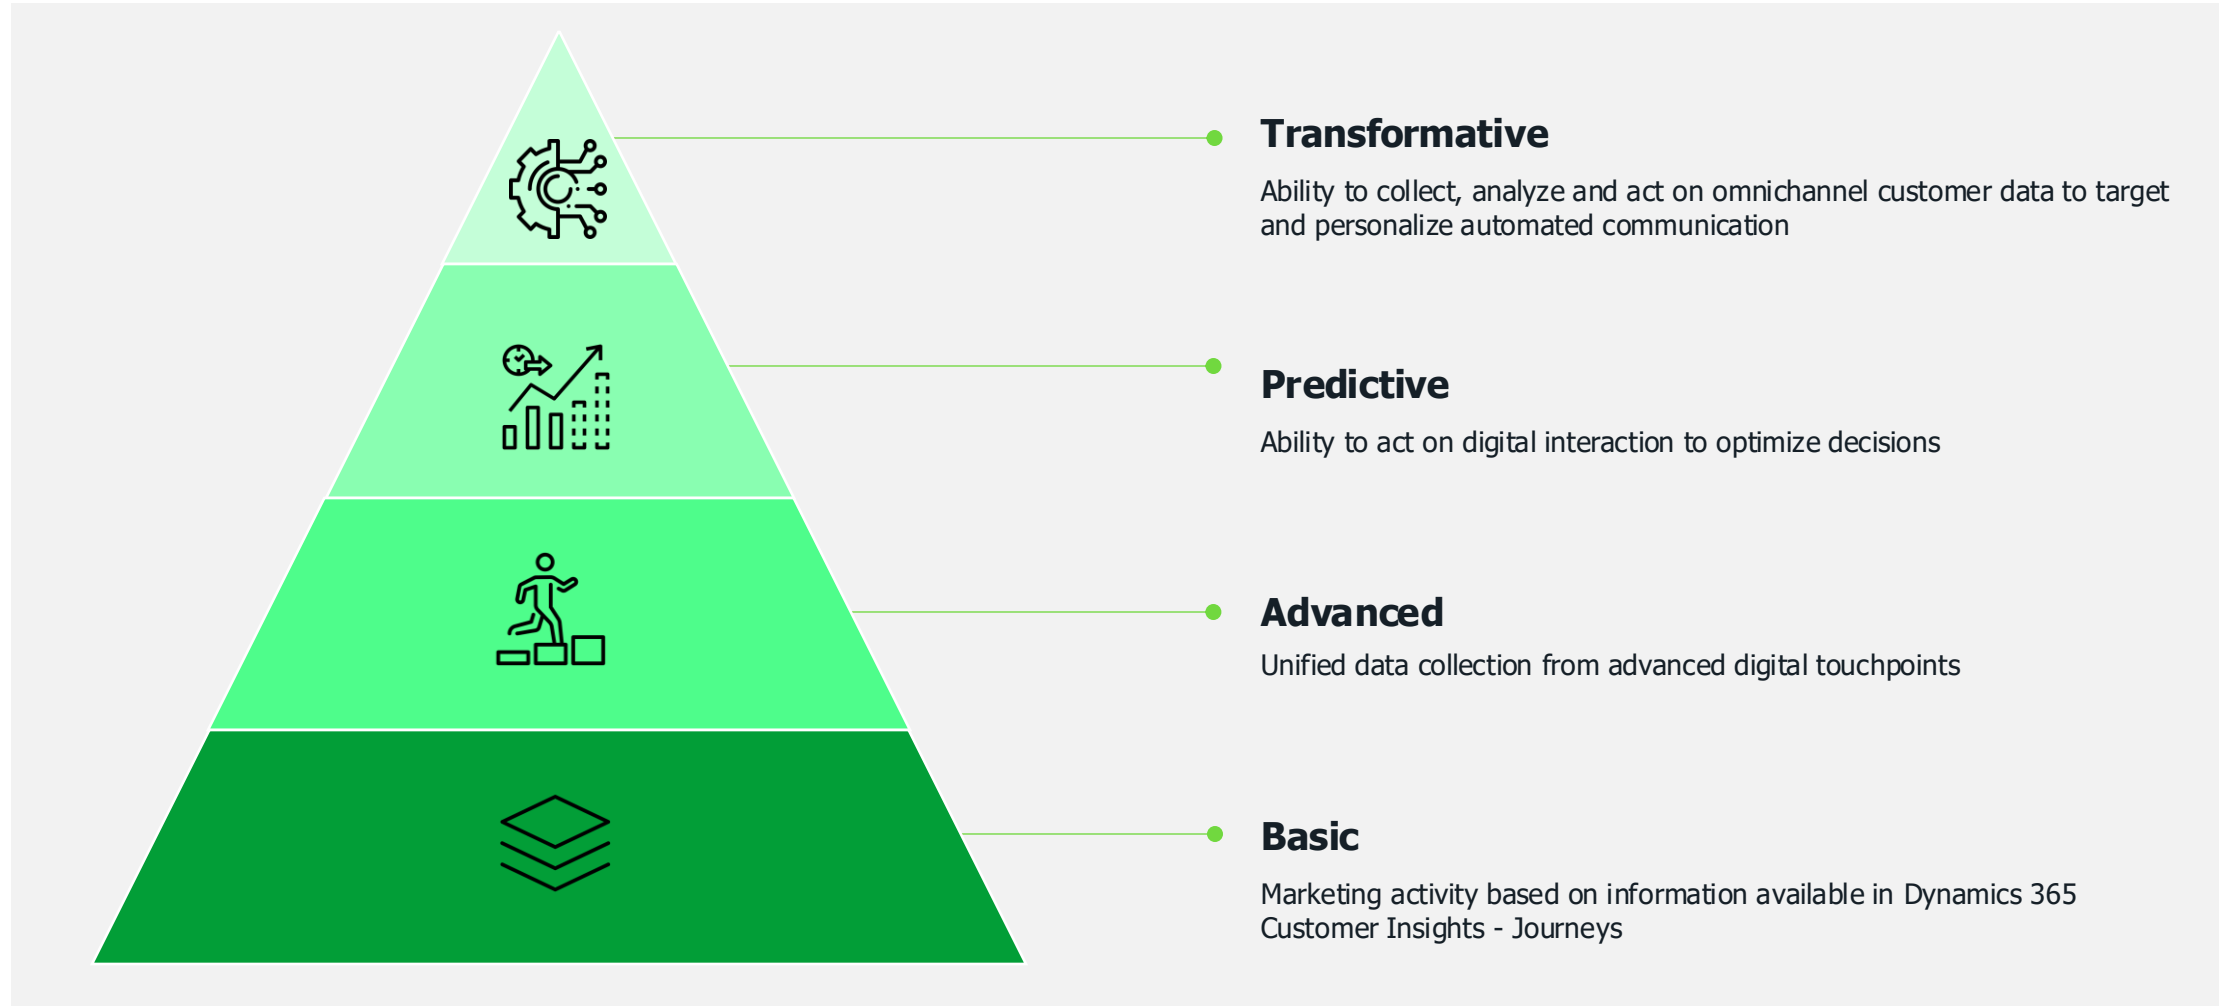 Transformative
Ability to collect, analyze and act on omnichannel customer data to target
and personalize automated communication
Predictive
Ability to act on digital interaction to optimize decisions
Advanced
Unified data collection from advanced digital touchpoints
Basic
Marketing activity based on information available in Dynamics 365
Customer Insights - Journeys